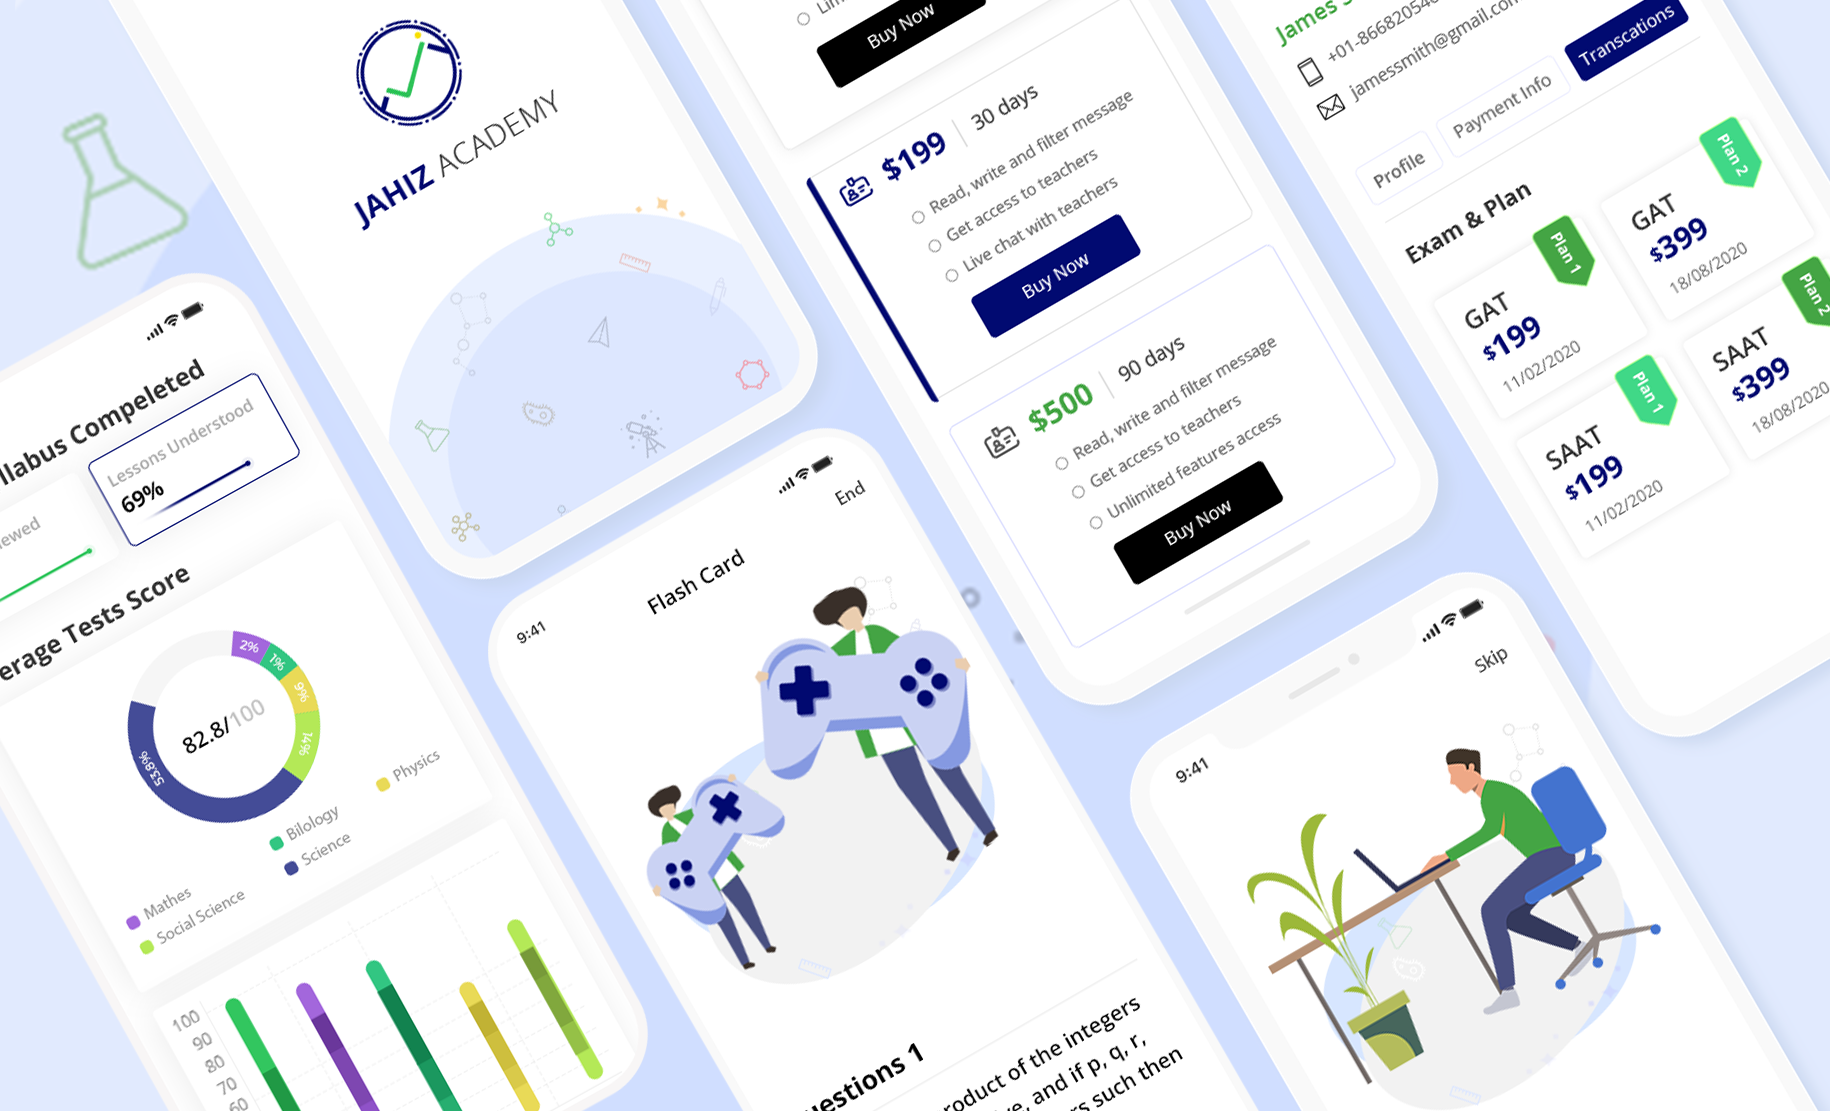 JAHIZ ACADEMY
llabus Compeleted
Lessons Understood
69%
ewed
erage Tests Score
2%
1%
9%
14%
53.8%
82.8/100
Physics
Bilology
Science
Mathes
Social Science
100
90
80
70
60
Buy Now
$199
30 days
Read, write and filter message
Get access to teachers
Live chat with teachers
Buy Now
$500
90 days
Read, write and filter message
Get access to teachers
Unlimited features access
Buy Now
9:41
End
Flash Card
uestions 1
roduct of the integers
ve, and if p, q, r,
rs such then
James S
+01-866820540
jamessmith@gmail.com
Profile
Payment Info
Transcations
Exam & Plan
GAT
$199
11/02/2020
Plan 1
GAT
$399
18/08/2020
Plan 2
SAAT
$199
11/02/2020
Plan 1
SAAT
$399
18/08/2020
Plan 2
9:41
Skip